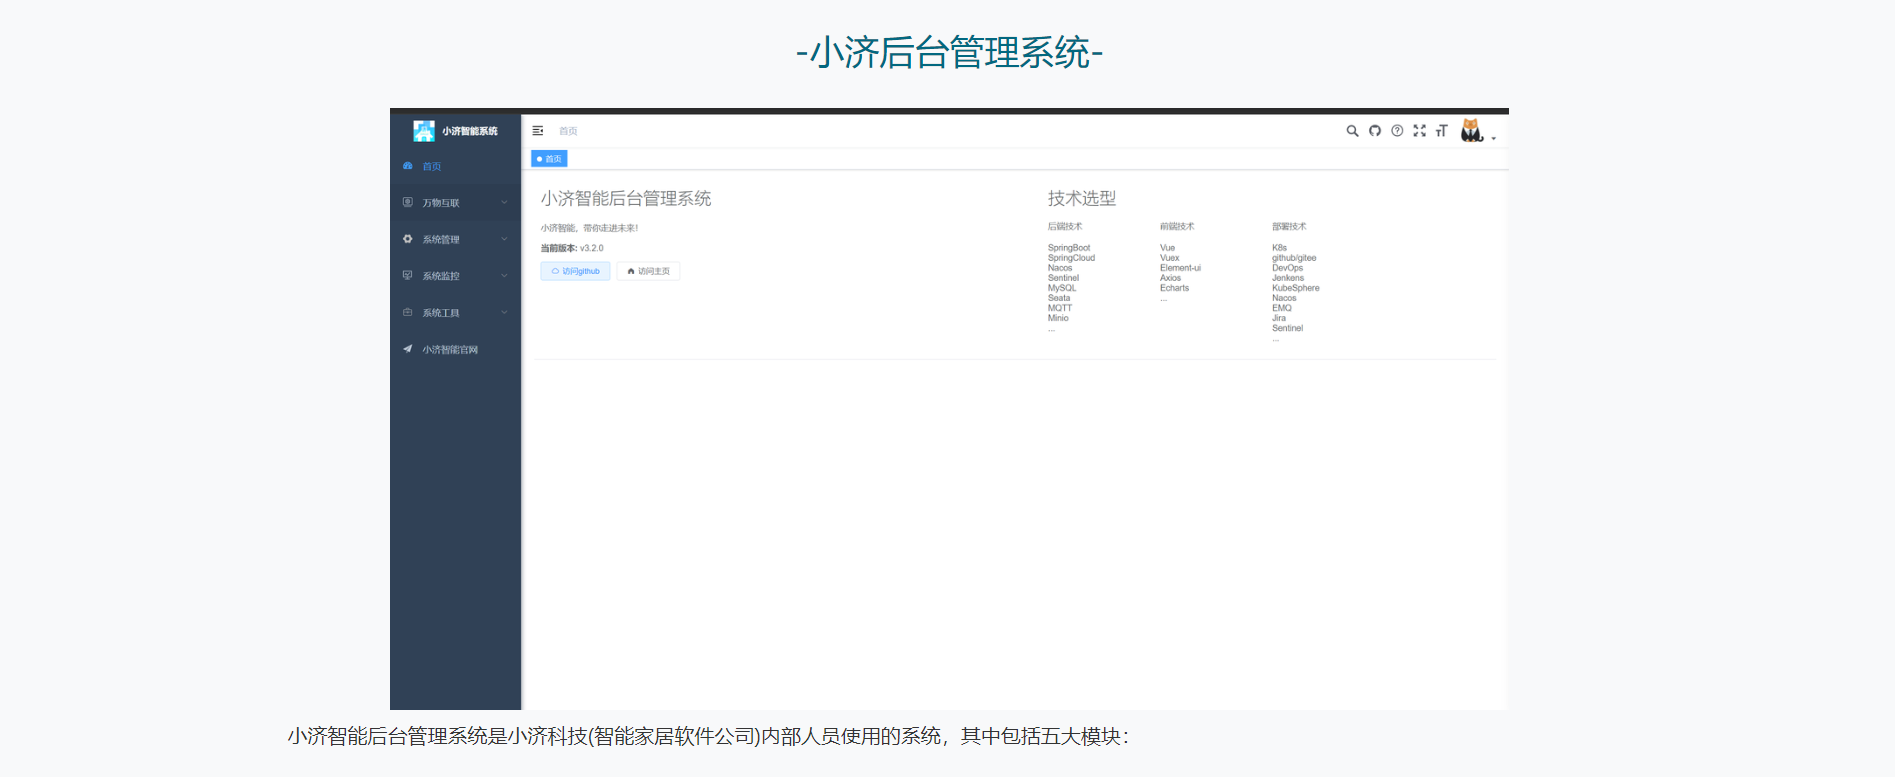 -小济后台管理系统-
小济智能系统
首页
首页
首页
万物互联
系统管理
系统监控
系统工具
小济智能官网
小济智能后台管理系统
小济智能，带你走进未来！
当前版本: v3.2.0
访问github
访问主页
技术选型
后端技术
SpringBoot
SpringCloud
Nacos
Sentinel
MySQL
Seata
MQTT
Minio
...
前端技术
Vue
Vuex
Element-ui
Axios
Echarts
...
部署技术
K8s
github/gitee
DevOps
Jenkens
KubeSphere
Nacos
EMQ
Jira
Sentinel
...
小济智能后台管理系统是小济科技(智能家居软件公司)内部人员使用的系统，其中包括五大模块：